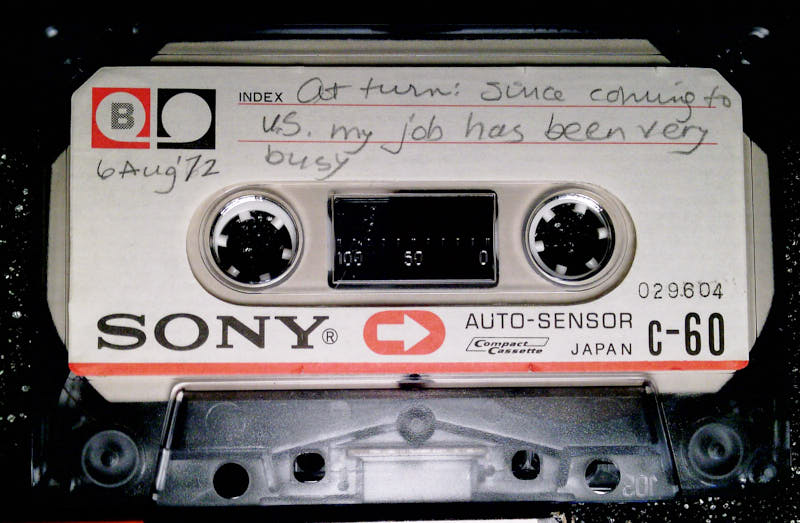 B
INDEX At turn: since coming to
U.S. my job has been very
busy
6 Aug '72
100 50 0
029604
SONY®
AUTO-SENSOR
Compact Cassette
JAPAN
C-60